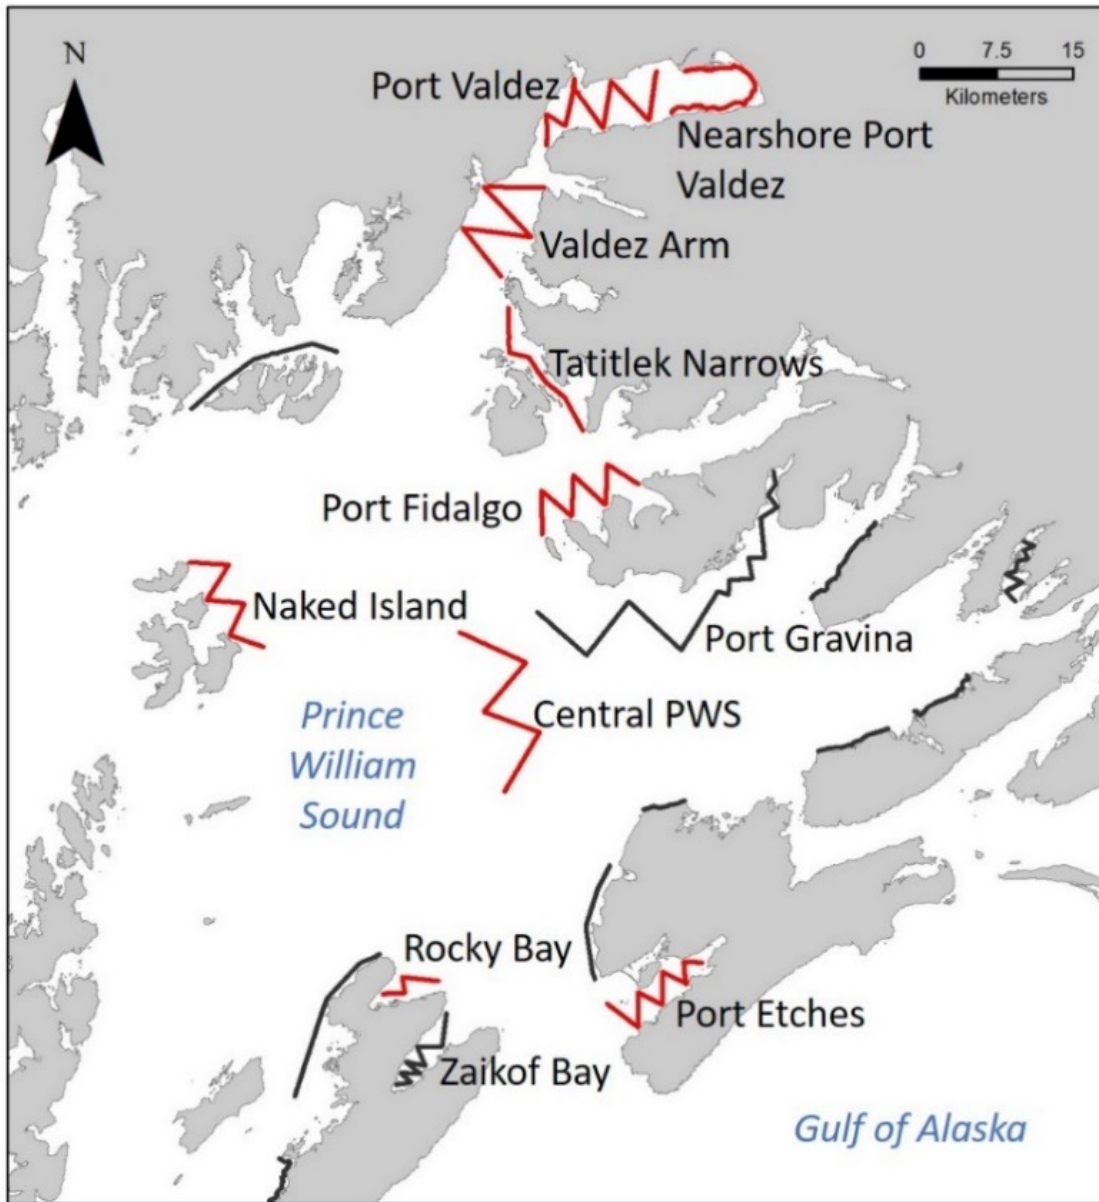 N
0 7.5 15
Kilometers
Port Valdez
Nearshore Port
Valdez
Valdez Arm
Tatitlek Narrows
Port Fidalgo
Naked Island
Port Gravina
Central PWS
Prince
William
Sound
Rocky Bay
Port Etches
Zaikof Bay
Gulf of Alaska